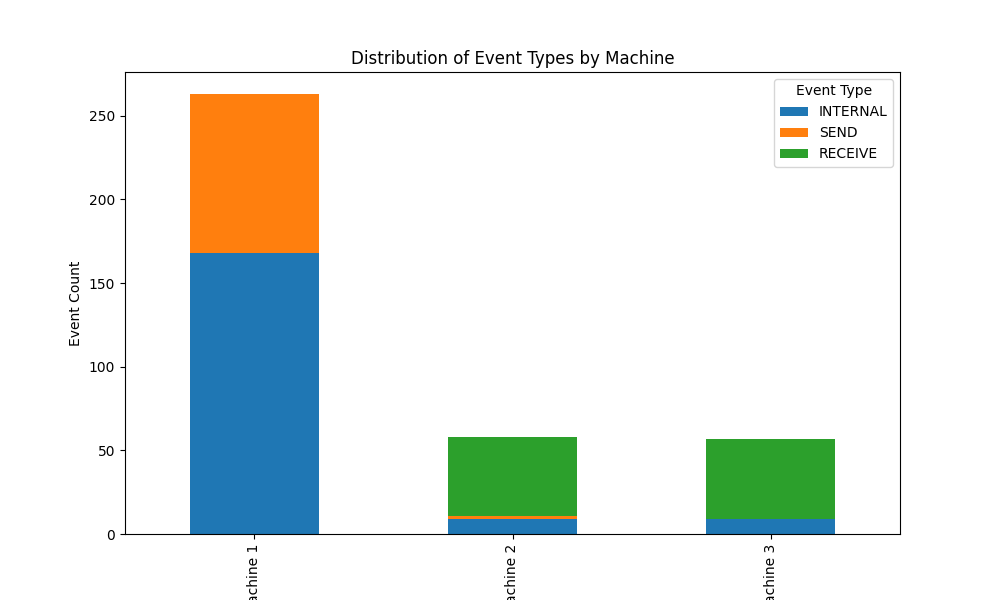 Distribution of Event Types by Machine
Event Type
INTERNAL
SEND
RECEIVE
Event Count
250
200
150
100
50
0
achine 1
achine 2
achine 3